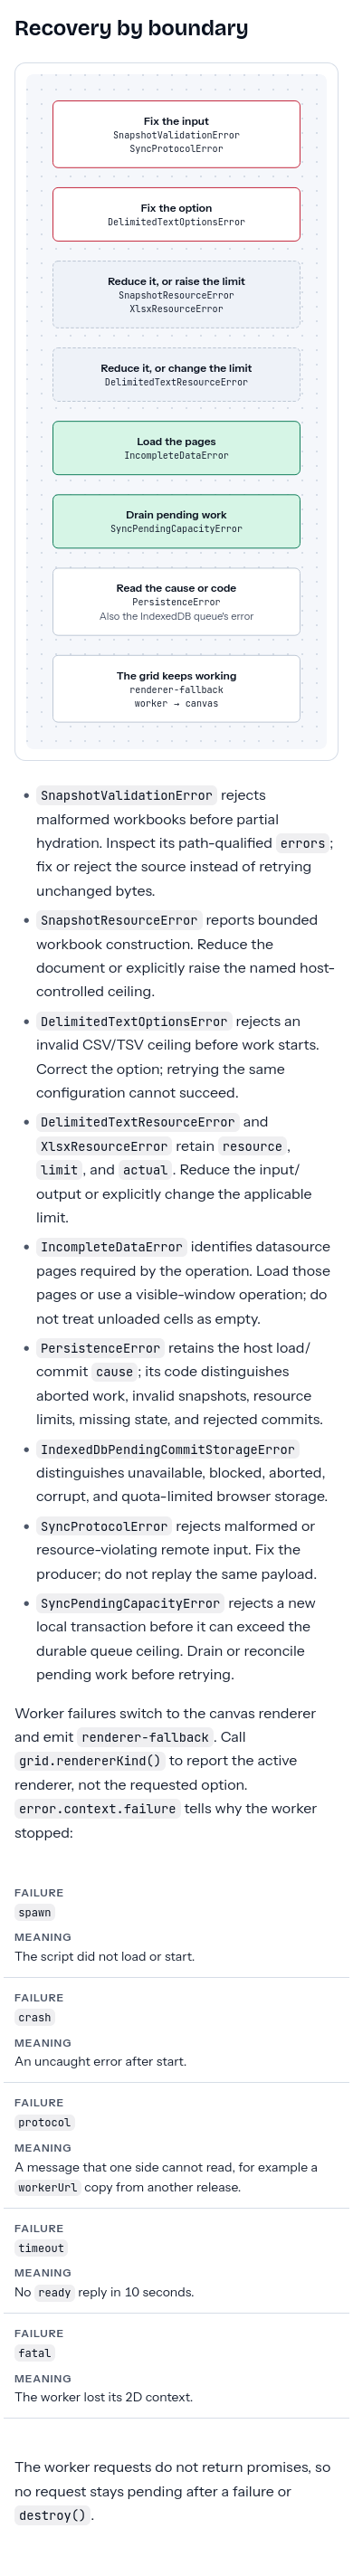 Recovery by boundary
Fix the input
SnapshotValidationError
SyncProtocolError
Fix the option
DelimitedTextOptionsError
Reduce it, or raise the limit
SnapshotResourceError
XlsxResourceError
Reduce it, or change the limit
DelimitedTextResourceError
Load the pages
IncompleteDataError
Drain pending work
SyncPendingCapacityError
Read the cause or code
PersistenceError
Also the IndexedDB queue's error
The grid keeps working
renderer-fallback
worker → canvas
• SnapshotValidationError rejects
malformed workbooks before partial
hydration. Inspect its path-qualified errors;
fix or reject the source instead of retrying
unchanged bytes.
• SnapshotResourceError reports bounded
workbook construction. Reduce the
document or explicitly raise the named host-
controlled ceiling.
• DelimitedTextOptionsError rejects an
invalid CSV/TSV ceiling before work starts.
Correct the option; retrying the same
configuration cannot succeed.
• DelimitedTextResourceError and
XlsxResourceError retain resource,
limit, and actual. Reduce the input/
output or explicitly change the applicable
limit.
• IncompleteDataError identifies datasource
pages required by the operation. Load those
pages or use a visible-window operation; do
not treat unloaded cells as empty.
• PersistenceError retains the host load/
commit cause; its code distinguishes
aborted work, invalid snapshots, resource
limits, missing state, and rejected commits.
• IndexedDbPendingCommitStorageError
distinguishes unavailable, blocked, aborted,
corrupt, and quota-limited browser storage.
• SyncProtocolError rejects malformed or
resource-violating remote input. Fix the
producer; do not replay the same payload.
• SyncPendingCapacityError rejects a new
local transaction before it can exceed the
durable queue ceiling. Drain or reconcile
pending work before retrying.
Worker failures switch to the canvas renderer
and emit renderer-fallback. Call
grid.rendererKind() to report the active
renderer, not the requested option.
error.context.failure tells why the worker
stopped:
FAILURE
spawn
MEANING
The script did not load or start.
FAILURE
crash
MEANING
An uncaught error after start.
FAILURE
protocol
MEANING
A message that one side cannot read, for example a
workerUrl copy from another release.
FAILURE
timeout
MEANING
No ready reply in 10 seconds.
FAILURE
fatal
MEANING
The worker lost its 2D context.
The worker requests do not return promises, so
no request stays pending after a failure or
destroy().